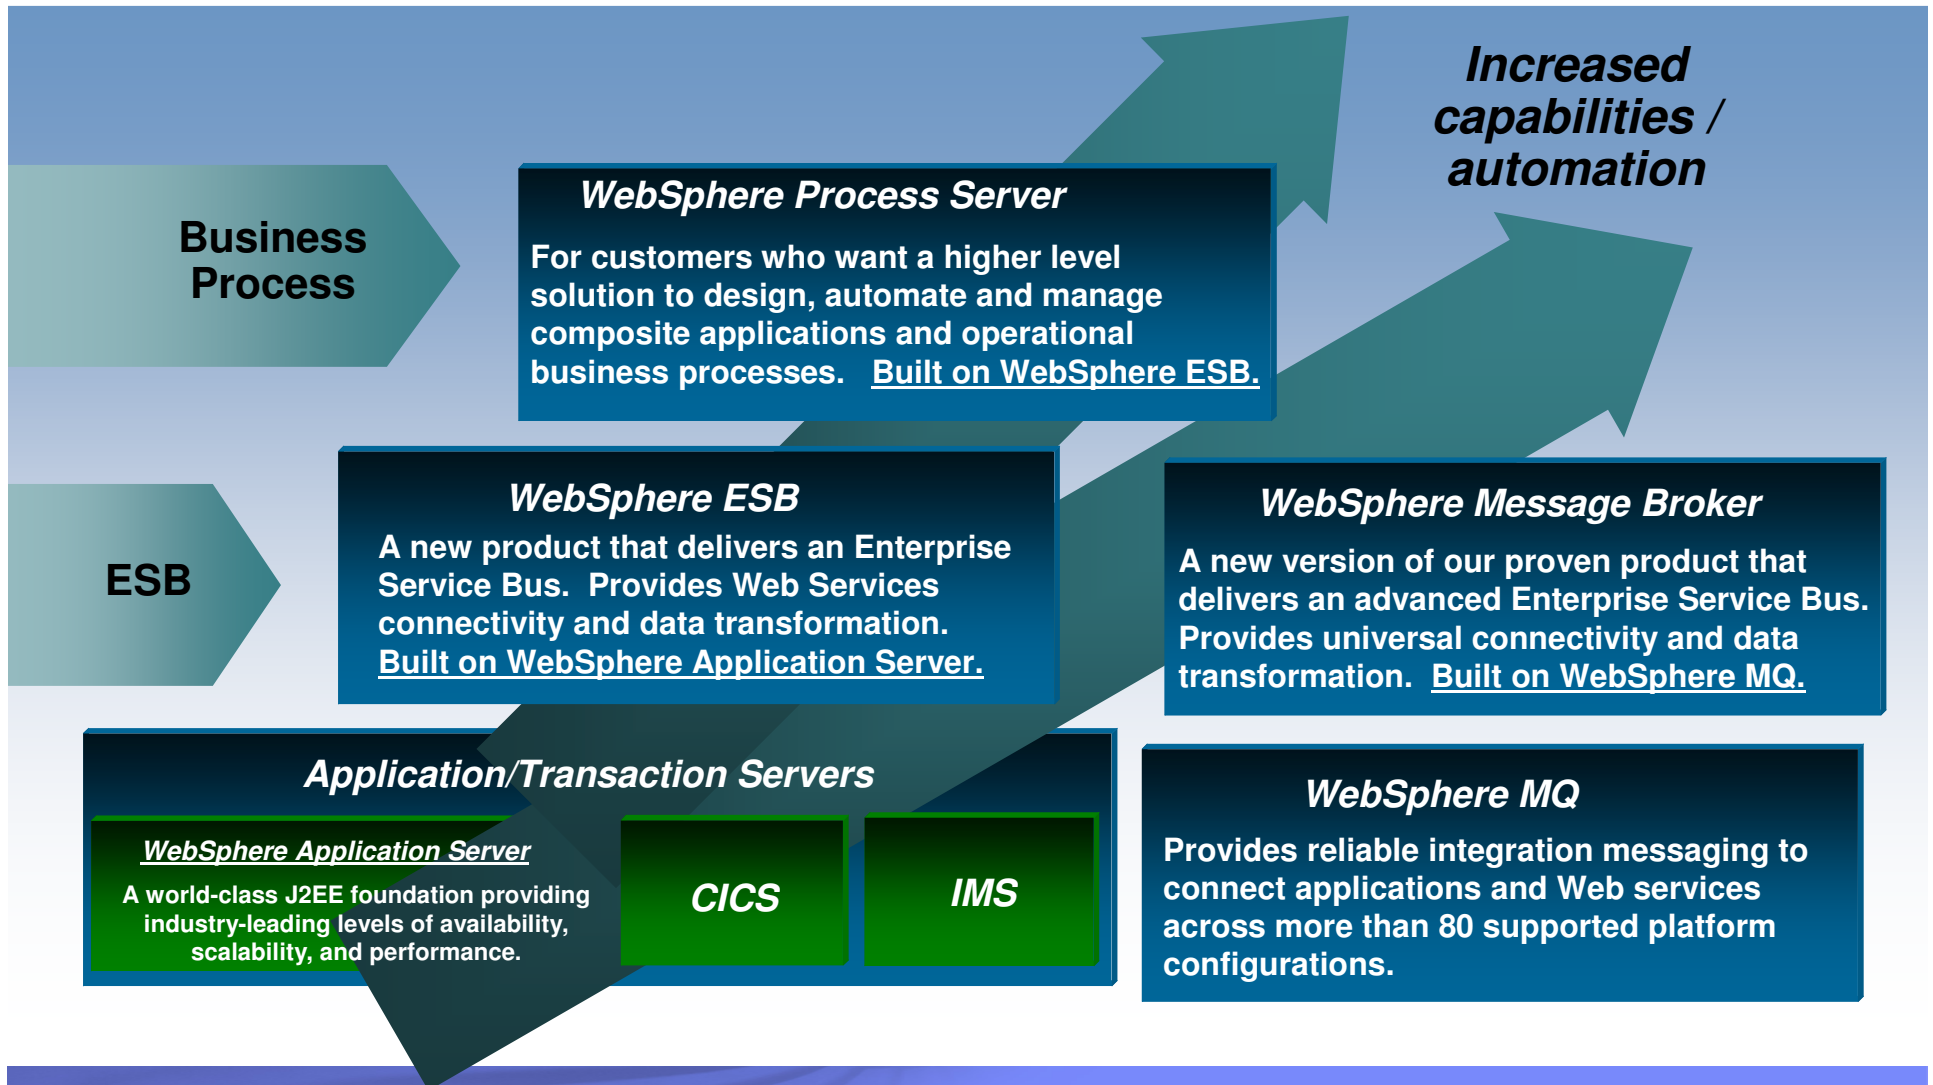 Increased
capabilities /
automation
Business
Process
WebSphere Process Server
For customers who want a higher level
solution to design, automate and manage
composite applications and operational
business processes. Built on WebSphere ESB.
ESB
WebSphere ESB
A new product that delivers an Enterprise
Service Bus. Provides Web Services
connectivity and data transformation.
Built on WebSphere Application Server.
WebSphere Message Broker
A new version of our proven product that
delivers an advanced Enterprise Service Bus.
Provides universal connectivity and data
transformation. Built on WebSphere MQ.
Application/Transaction Servers
WebSphere Application Server
A world-class J2EE foundation providing
industry-leading levels of availability,
scalability, and performance.
CICS
IMS
WebSphere MQ
Provides reliable integration messaging to
connect applications and Web services
across more than 80 supported platform
configurations.